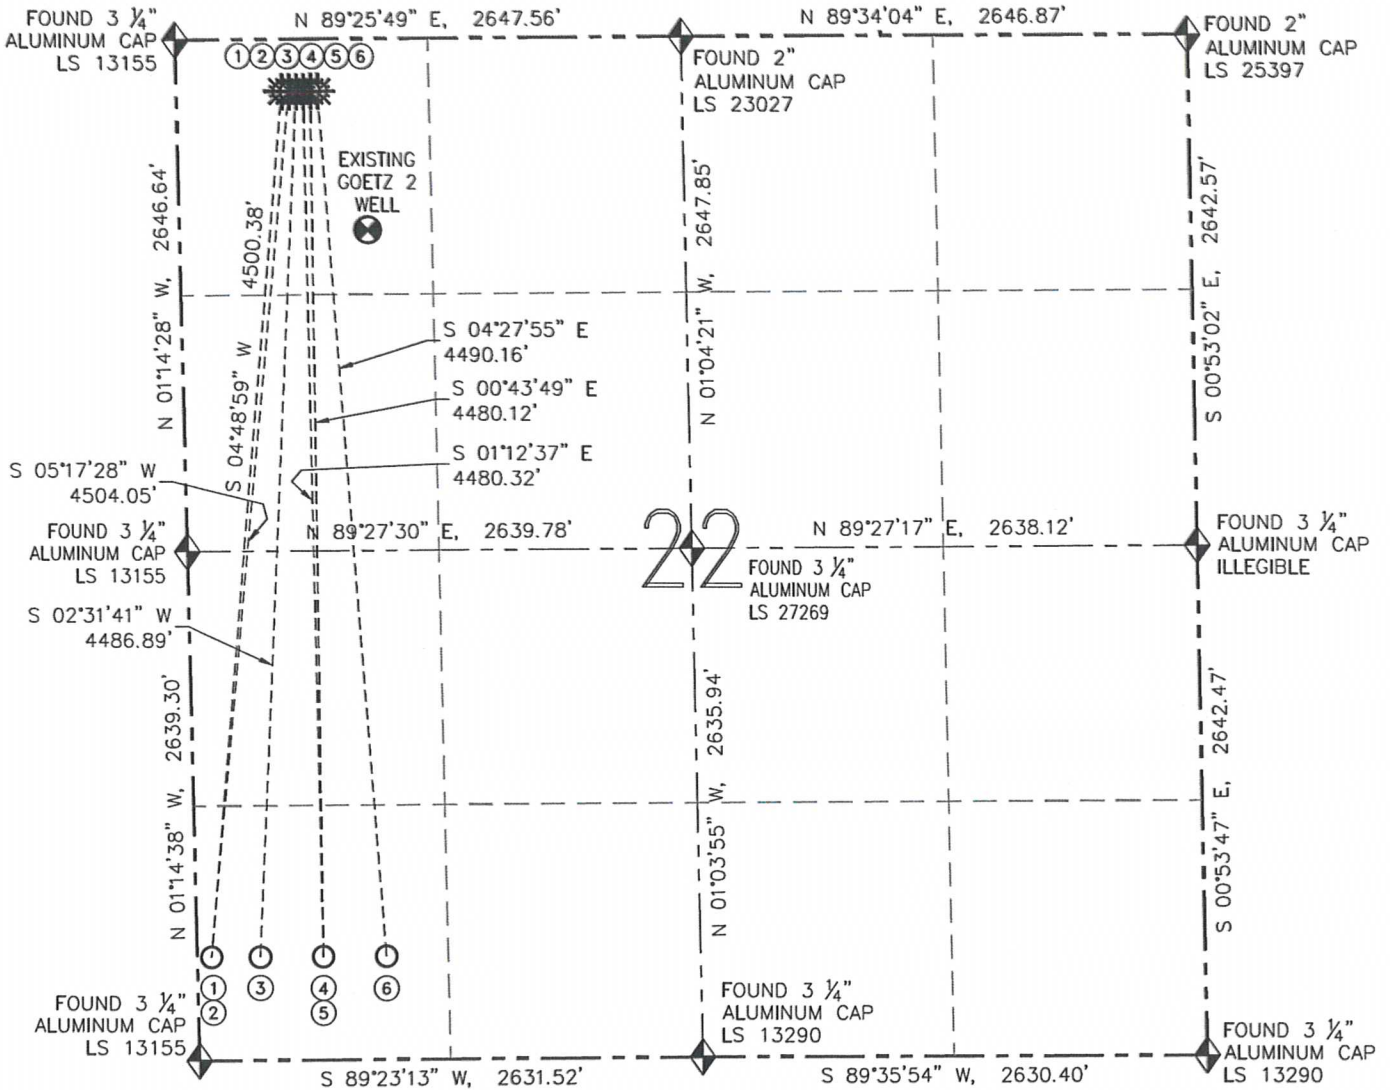 FOUND 3 ¼"
ALUMINUM CAP
LS 13155
N 89°25'49" E, 2647.56'
N 89°34'04" E, 2646.87'
FOUND 2"
ALUMINUM CAP
LS 25397
1 2 3 4 5 6
FOUND 2"
ALUMINUM CAP
LS 23027
EXISTING
GOETZ 2
WELL
N 01°14'28" W, 2646.64'
4500.38'
S 04°48'59" W
N 01°04'21" W, 2647.85'
S 00°53'02" E, 2642.57'
S 04°27'55" E
4490.16'
S 00°43'49" E
4480.12'
S 01°12'37" E
4480.32'
S 05°17'28" W
4504.05'
FOUND 3 ¼"
ALUMINUM CAP
LS 13155
N 89°27'30" E, 2639.78'
22
N 89°27'17" E, 2638.12'
FOUND 3 ¼"
ALUMINUM CAP
ILLEGIBLE
FOUND 3 ¼"
ALUMINUM CAP
LS 27269
S 02°31'41" W
4486.89'
N 01°14'38" W, 2639.30'
N 01°03'55" W, 2635.94'
S 00°53'47" E, 2642.47'
1
2
3
4
5
6
FOUND 3 ¼"
ALUMINUM CAP
LS 13155
FOUND 3 ¼"
ALUMINUM CAP
LS 13290
FOUND 3 ¼"
ALUMINUM CAP
LS 13290
S 89°23'13" W, 2631.52'
S 89°35'54" W, 2630.40'